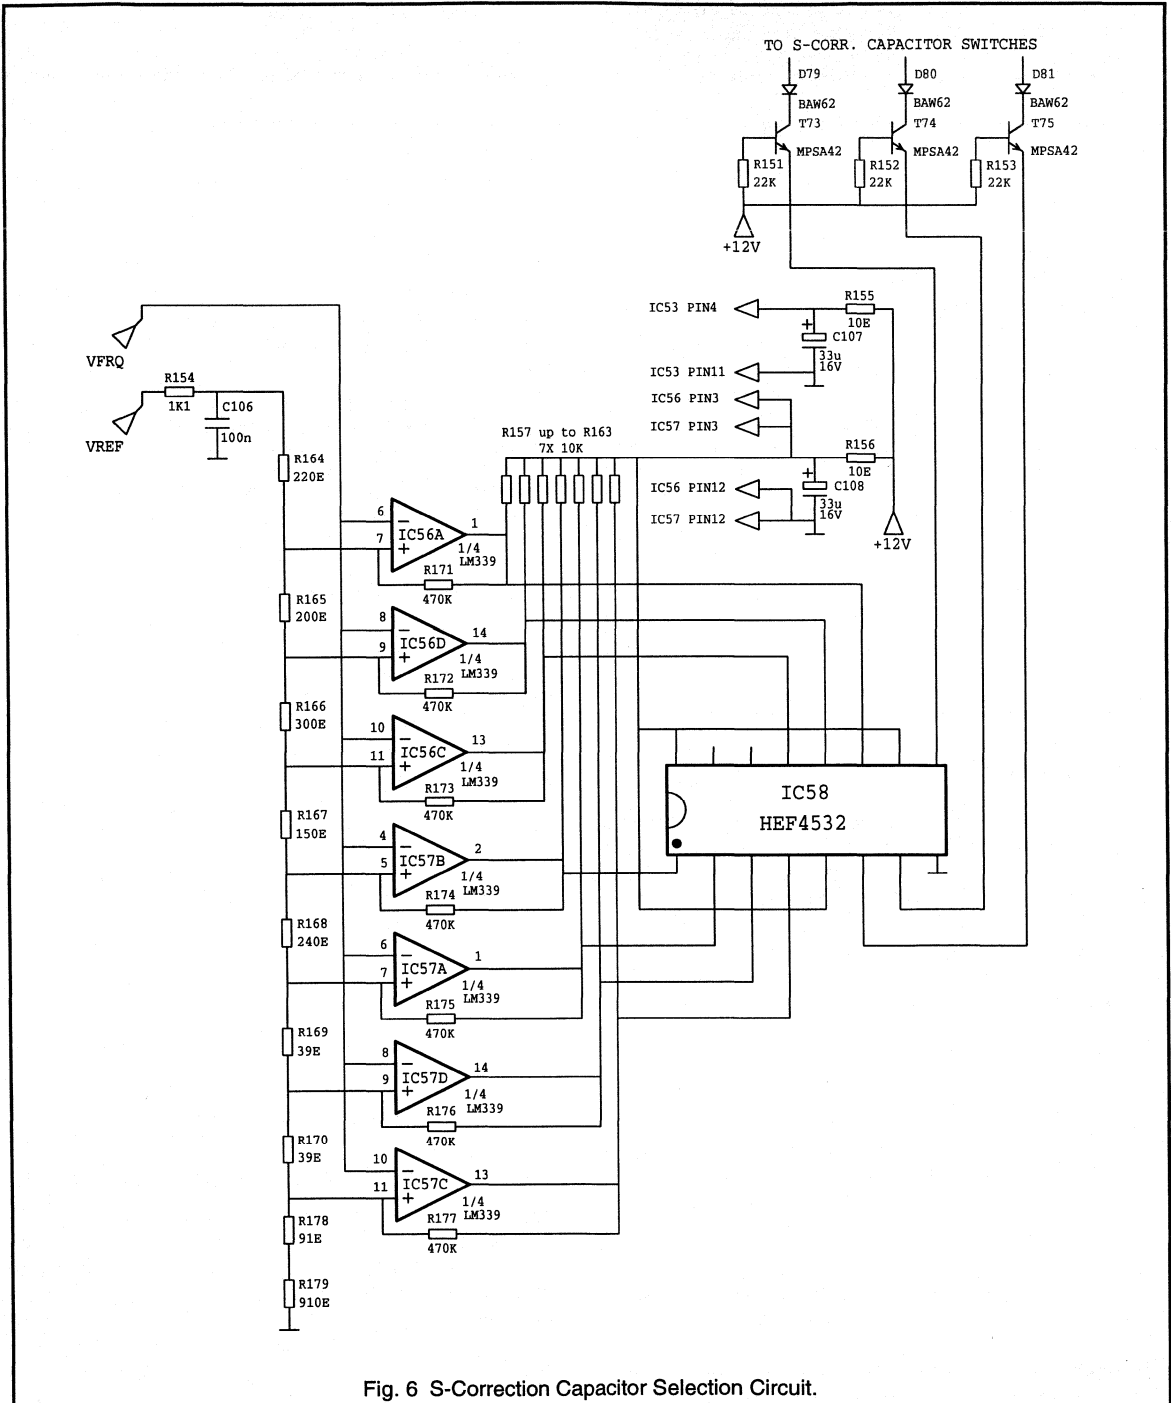 TO S-CORR. CAPACITOR SWITCHES
D79
BAW62
T73
MPSA42
R151
22K
D80
BAW62
T74
MPSA42
R152
22K
D81
BAW62
T75
MPSA42
R153
22K
+12V
VFRQ
VREF
R154
1K1
C106
100n
IC53 PIN4
IC53 PIN11
IC56 PIN3
IC57 PIN3
IC56 PIN12
IC57 PIN12
R155
10E
+
C107
33u
16V
R156
10E
+
C108
33u
16V
+12V
R157 up to R163
7X 10K
R164
220E
6
7
−
+
IC56A
1
1/4
LM339
R171
470K
R165
200E
8
9
−
+
IC56D
14
1/4
LM339
R172
470K
R166
300E
10
11
−
+
IC56C
13
1/4
LM339
R173
470K
R167
150E
4
5
−
+
IC57B
2
1/4
LM339
R174
470K
R168
240E
6
7
−
+
IC57A
1
1/4
LM339
R175
470K
R169
39E
8
9
−
+
IC57D
14
1/4
LM339
R176
470K
R170
39E
10
11
−
+
IC57C
13
1/4
LM339
R177
470K
R178
91E
R179
910E
IC58
HEF4532
Fig. 6 S-Correction Capacitor Selection Circuit.